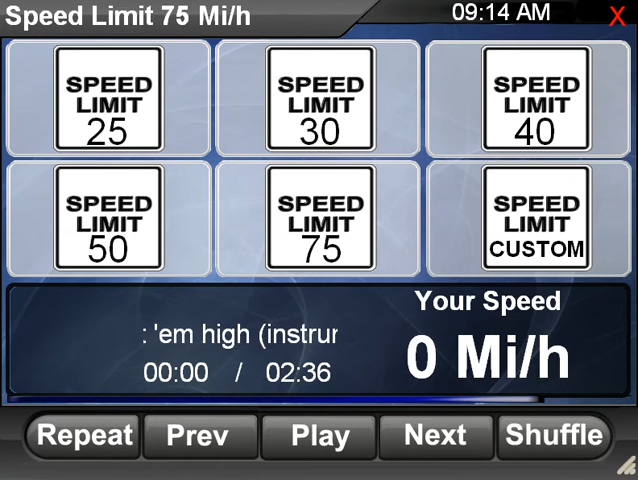 Speed Limit 75 Mi/h
09:14 AM
X
SPEED
LIMIT
25
SPEED
LIMIT
30
SPEED
LIMIT
40
SPEED
LIMIT
50
SPEED
LIMIT
75
SPEED
LIMIT
CUSTOM
Your Speed
: 'em high (instrur
0 Mi/h
00:00 / 02:36
Repeat
Prev
Play
Next
Shuffle